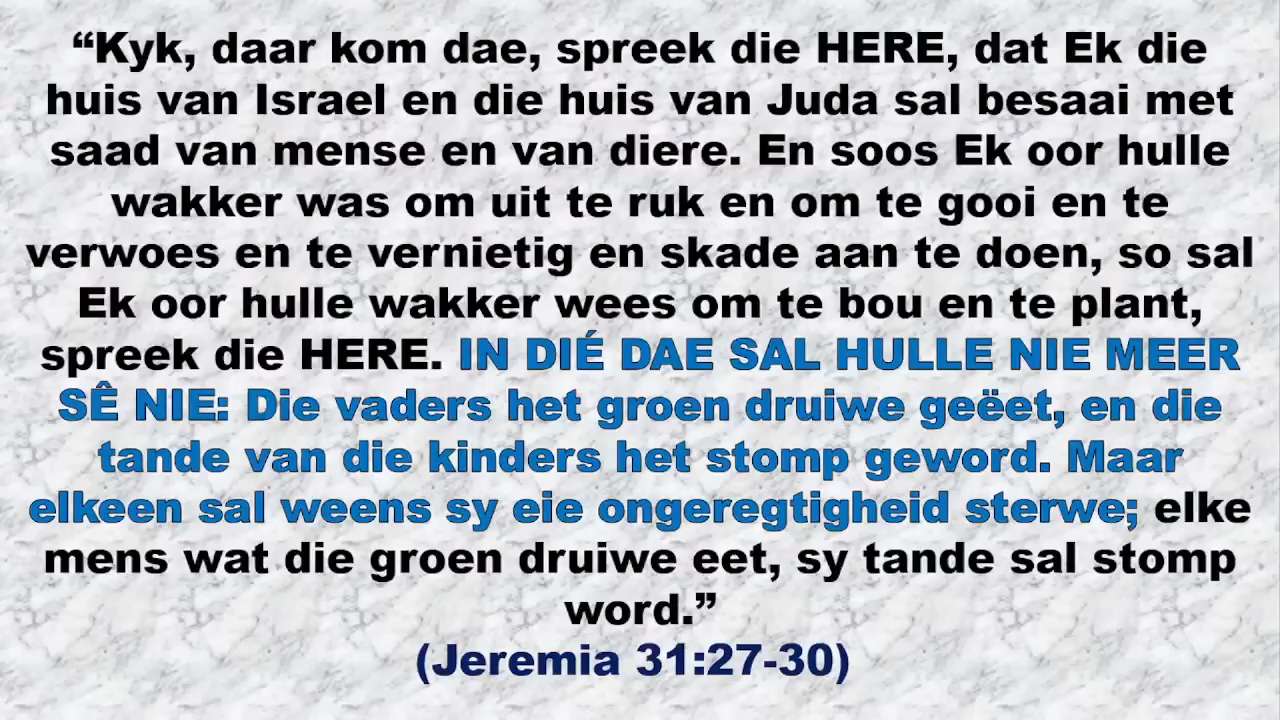 “Kyk, daar kom dae, spreek die HERE, dat Ek die
huis van Israel en die huis van Juda sal besaai met
saad van mense en van diere. En soos Ek oor hulle
wakker was om uit te ruk en om te gooi en te
verwoes en te vernietig en skade aan te doen, so sal
Ek oor hulle wakker wees om te bou en te plant,
spreek die HERE. IN DIÉ DAE SAL HULLE NIE MEER
SÊ NIE: Die vaders het groen druiwe geëet, en die
tande van die kinders het stomp geword. Maar
elkeen sal weens sy eie ongeregtigheid sterwe; elke
mens wat die groen druiwe eet, sy tande sal stomp
word.”
(Jeremia 31:27-30)